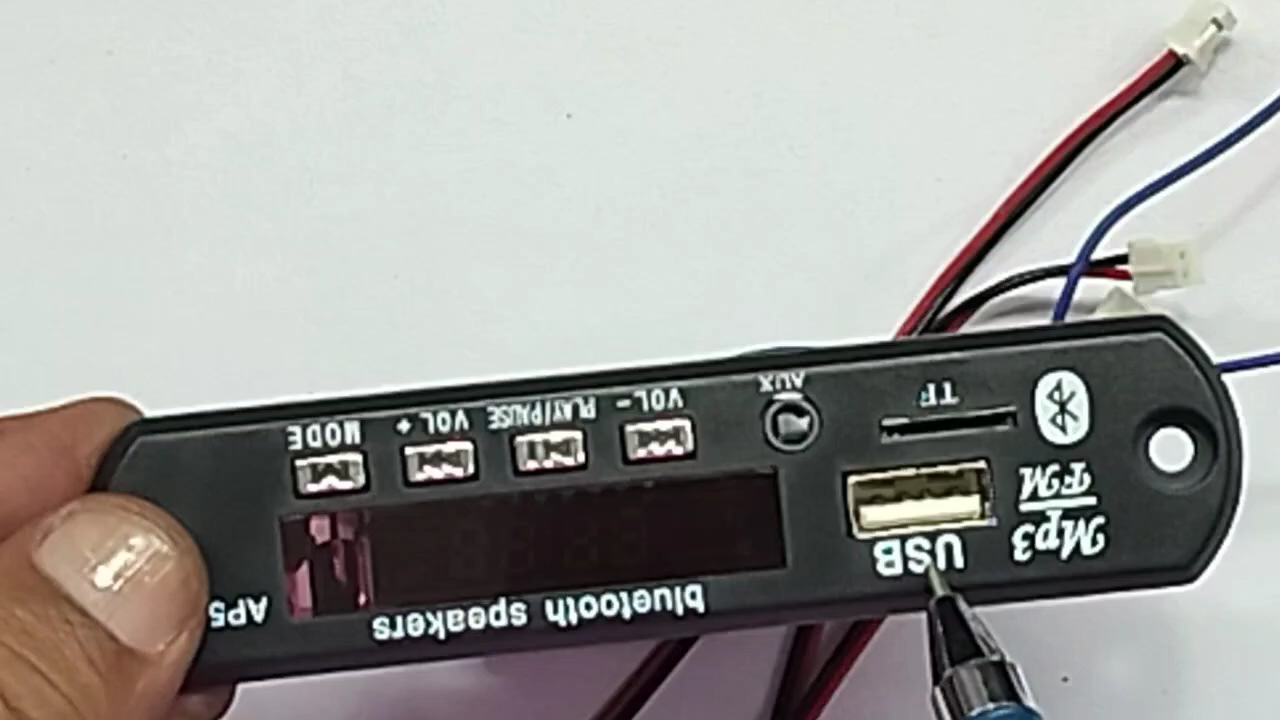 Mp3
FM
USB
bluetooth speakers
AP5
TF
AUX
VOL-
PLAY/PAUSE
VOL +
MODE